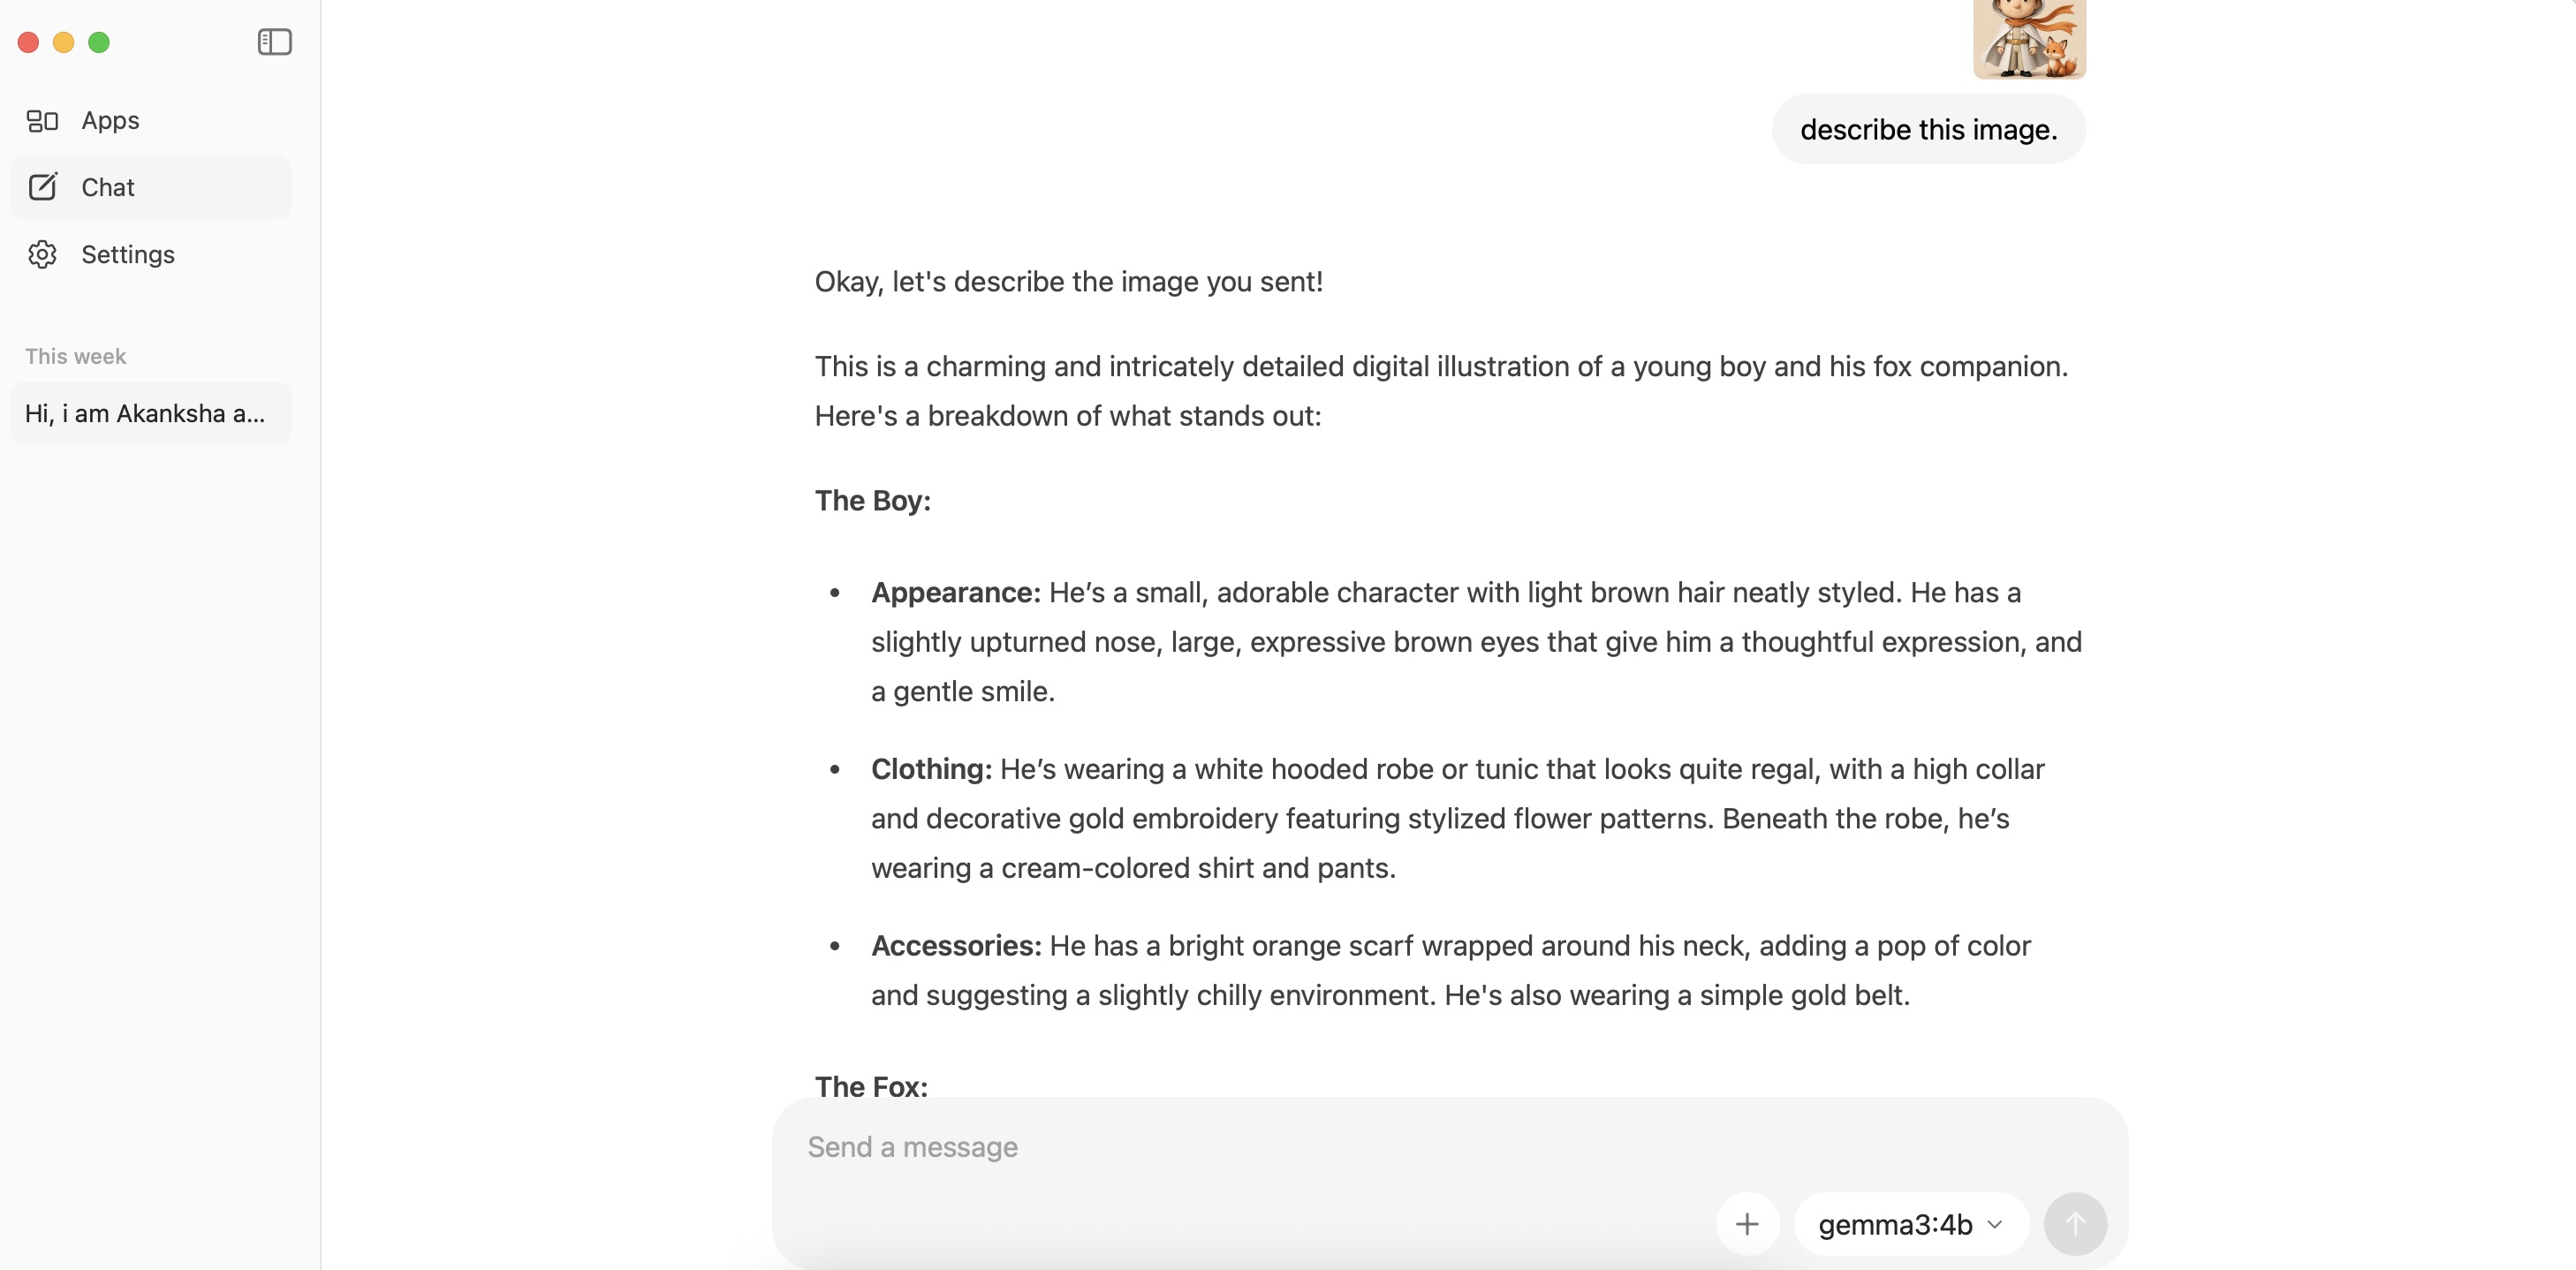 Apps
Chat
Settings
This week
Hi, i am Akanksha a...
describe this image.
Okay, let's describe the image you sent!
This is a charming and intricately detailed digital illustration of a young boy and his fox companion.
Here's a breakdown of what stands out:
The Boy:
• Appearance: He’s a small, adorable character with light brown hair neatly styled. He has a
slightly upturned nose, large, expressive brown eyes that give him a thoughtful expression, and
a gentle smile.
• Clothing: He’s wearing a white hooded robe or tunic that looks quite regal, with a high collar
and decorative gold embroidery featuring stylized flower patterns. Beneath the robe, he’s
wearing a cream-colored shirt and pants.
• Accessories: He has a bright orange scarf wrapped around his neck, adding a pop of color
and suggesting a slightly chilly environment. He's also wearing a simple gold belt.
The Fox:
Send a message
gemma3:4b